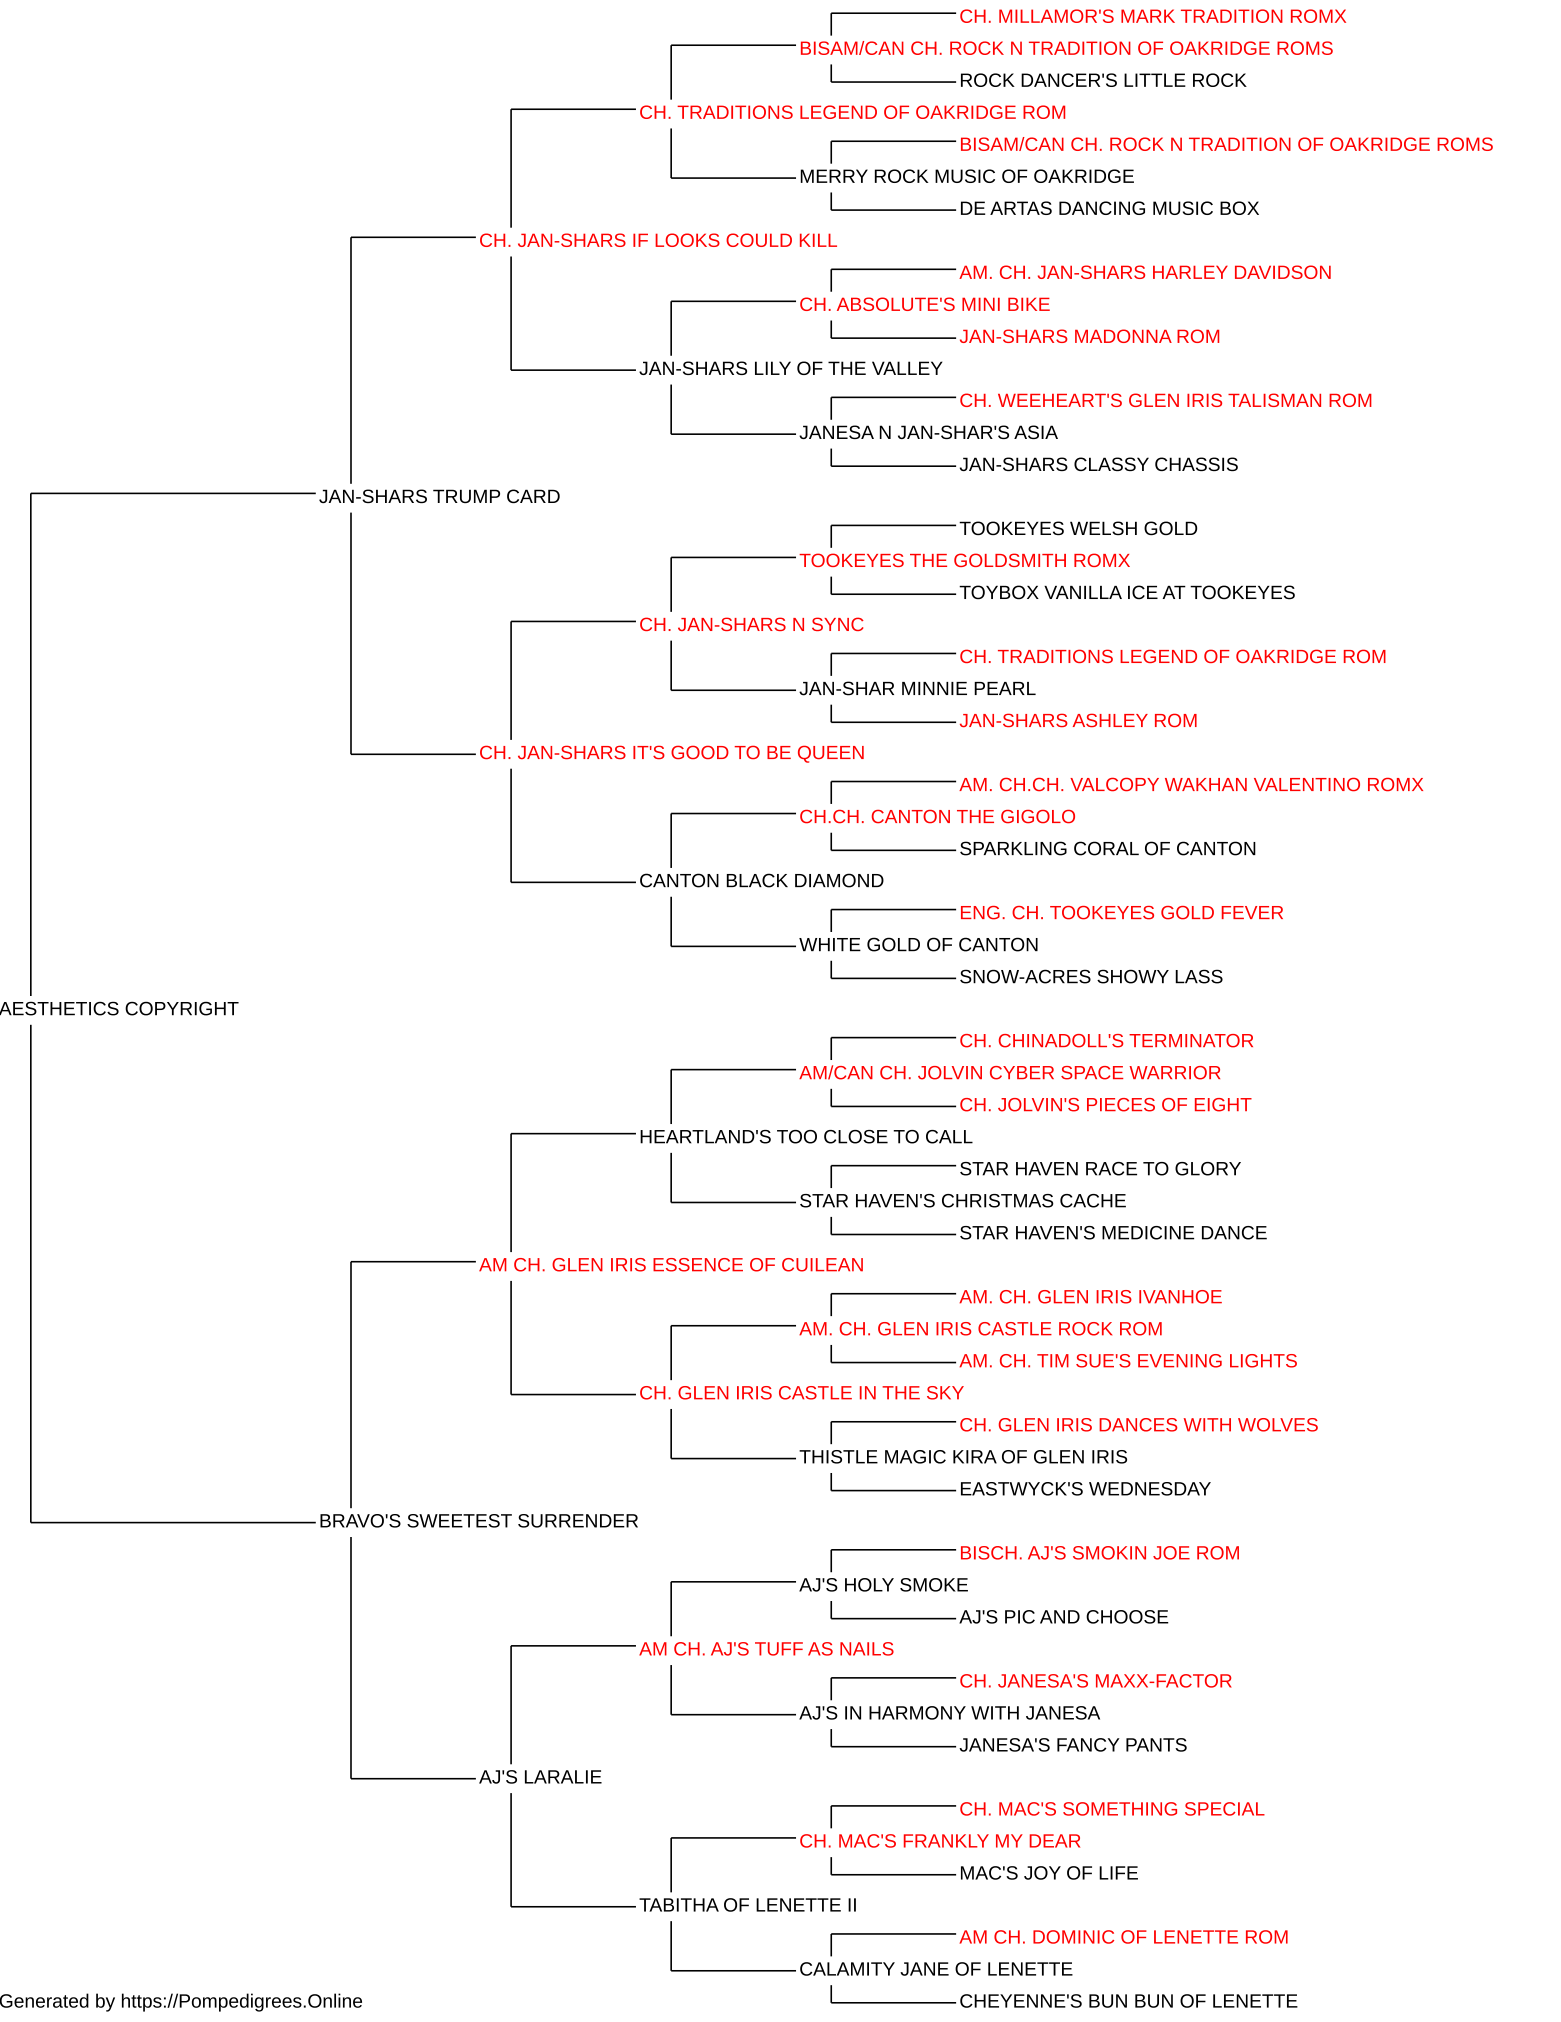 CH. MILLAMOR'S MARK TRADITION ROMX
BISAM/CAN CH. ROCK N TRADITION OF OAKRIDGE ROMS
ROCK DANCER'S LITTLE ROCK
CH. TRADITIONS LEGEND OF OAKRIDGE ROM
BISAM/CAN CH. ROCK N TRADITION OF OAKRIDGE ROMS
MERRY ROCK MUSIC OF OAKRIDGE
DE ARTAS DANCING MUSIC BOX
CH. JAN-SHARS IF LOOKS COULD KILL
AM. CH. JAN-SHARS HARLEY DAVIDSON
CH. ABSOLUTE'S MINI BIKE
JAN-SHARS MADONNA ROM
JAN-SHARS LILY OF THE VALLEY
CH. WEEHEART'S GLEN IRIS TALISMAN ROM
JANESA N JAN-SHAR'S ASIA
JAN-SHARS CLASSY CHASSIS
JAN-SHARS TRUMP CARD
TOOKEYES WELSH GOLD
TOOKEYES THE GOLDSMITH ROMX
TOYBOX VANILLA ICE AT TOOKEYES
CH. JAN-SHARS N SYNC
CH. TRADITIONS LEGEND OF OAKRIDGE ROM
JAN-SHAR MINNIE PEARL
JAN-SHARS ASHLEY ROM
CH. JAN-SHARS IT'S GOOD TO BE QUEEN
AM. CH.CH. VALCOPY WAKHAN VALENTINO ROMX
CH.CH. CANTON THE GIGOLO
SPARKLING CORAL OF CANTON
CANTON BLACK DIAMOND
ENG. CH. TOOKEYES GOLD FEVER
WHITE GOLD OF CANTON
SNOW-ACRES SHOWY LASS
AESTHETICS COPYRIGHT
CH. CHINADOLL'S TERMINATOR
AM/CAN CH. JOLVIN CYBER SPACE WARRIOR
CH. JOLVIN'S PIECES OF EIGHT
HEARTLAND'S TOO CLOSE TO CALL
STAR HAVEN RACE TO GLORY
STAR HAVEN'S CHRISTMAS CACHE
STAR HAVEN'S MEDICINE DANCE
AM CH. GLEN IRIS ESSENCE OF CUILEAN
AM. CH. GLEN IRIS IVANHOE
AM. CH. GLEN IRIS CASTLE ROCK ROM
AM. CH. TIM SUE'S EVENING LIGHTS
CH. GLEN IRIS CASTLE IN THE SKY
CH. GLEN IRIS DANCES WITH WOLVES
THISTLE MAGIC KIRA OF GLEN IRIS
EASTWYCK'S WEDNESDAY
BRAVO'S SWEETEST SURRENDER
BISCH. AJ'S SMOKIN JOE ROM
AJ'S HOLY SMOKE
AJ'S PIC AND CHOOSE
AM CH. AJ'S TUFF AS NAILS
CH. JANESA'S MAXX-FACTOR
AJ'S IN HARMONY WITH JANESA
JANESA'S FANCY PANTS
AJ'S LARALIE
CH. MAC'S SOMETHING SPECIAL
CH. MAC'S FRANKLY MY DEAR
MAC'S JOY OF LIFE
TABITHA OF LENETTE II
AM CH. DOMINIC OF LENETTE ROM
CALAMITY JANE OF LENETTE
CHEYENNE'S BUN BUN OF LENETTE
Generated by https://Pompedigrees.Online